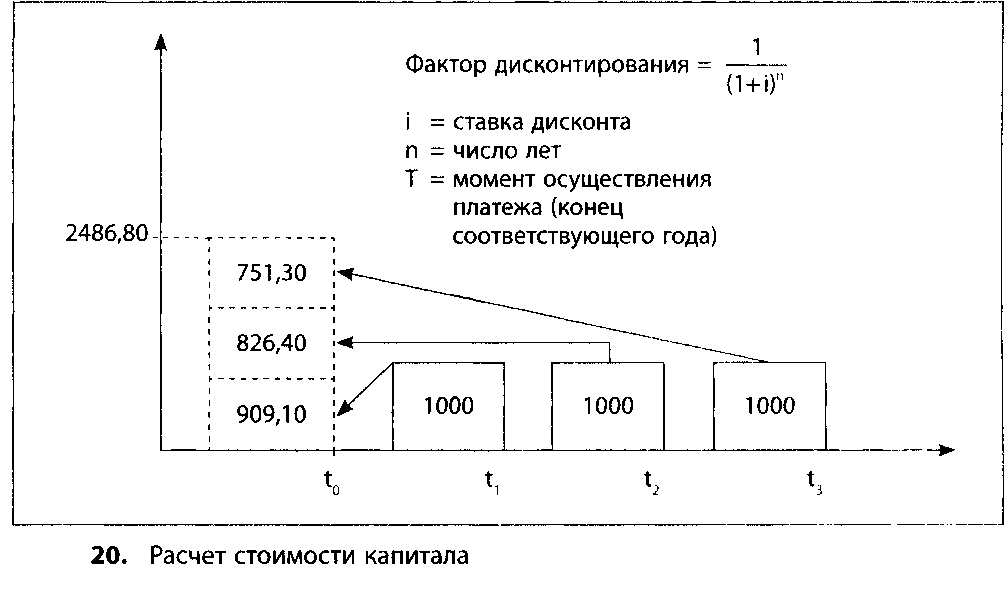 Фактор дисконтирования = 1/(1+i)ⁿ
i = ставка дисконта
n = число лет
T = момент осуществления
платежа (конец
соответствующего года)
2486,80
751,30
826,40
909,10
1000 1000 1000
t₀ t₁ t₂ t₃
20. Расчет стоимости капитала